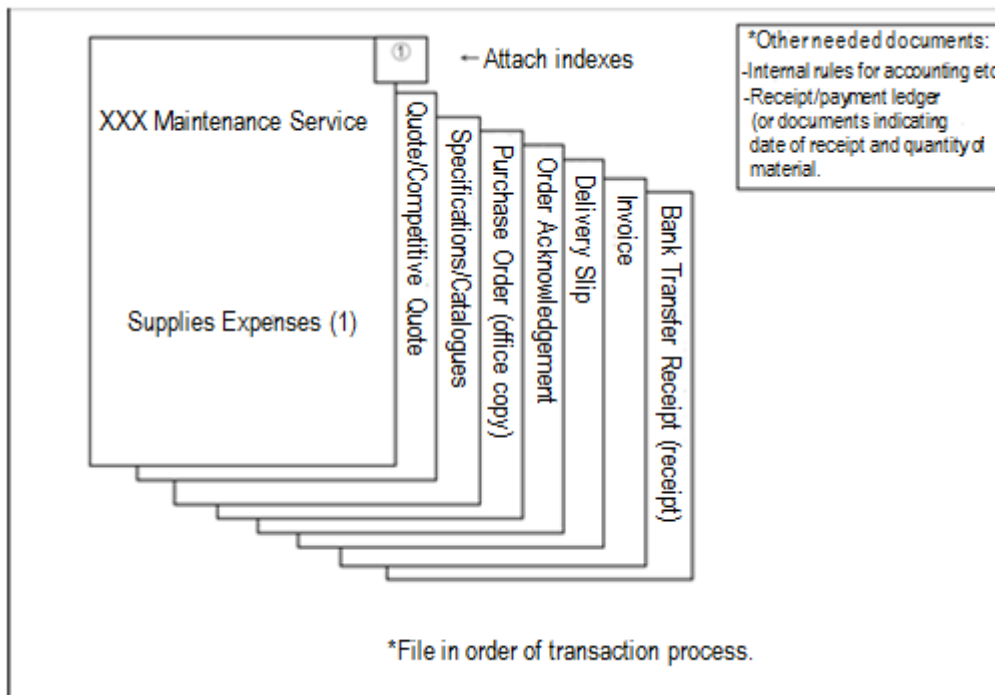 ①
←Attach indexes
XXX Maintenance Service
Supplies Expenses (1)
Quote/Competitive Quote
Specifications/Catalogues
Purchase Order (office copy)
Order Acknowledgement
Delivery Slip
Invoice
Bank Transfer Receipt (receipt)
*Other needed documents:
-Internal rules for accounting etc
-Receipt/payment ledger
(or documents indicating
date of receipt and quantity of
material.
*File in order of transaction process.